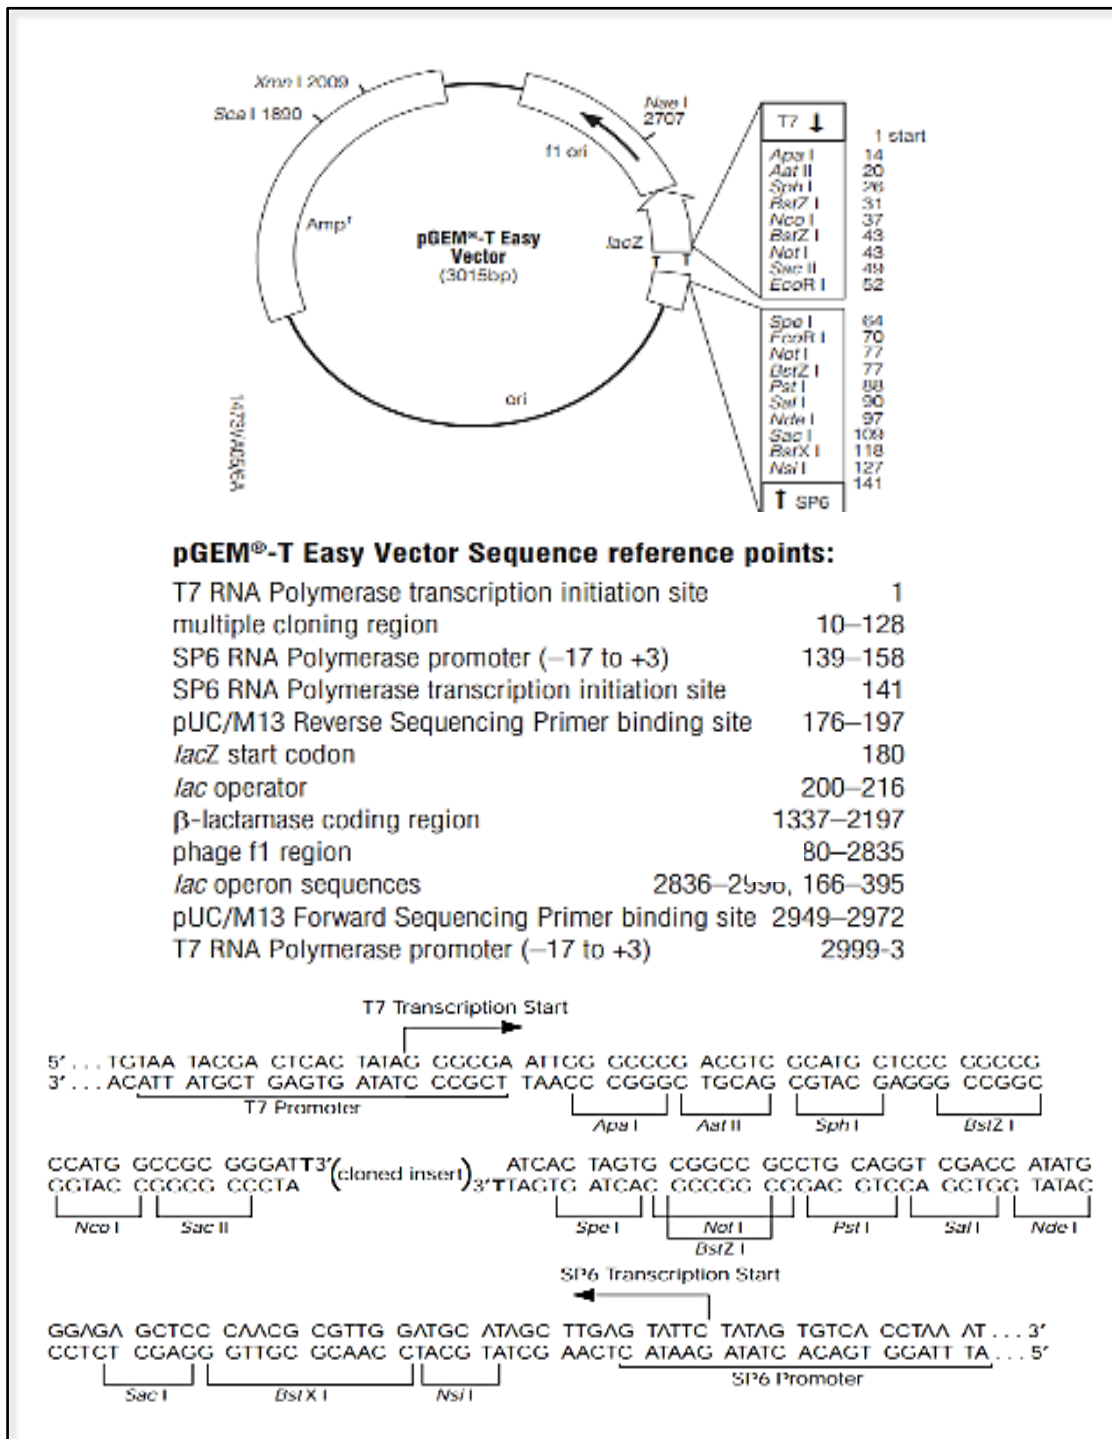 Xmn I 2009
Sca I 1890
Nae I
2707
f1 ori
Ampr
pGEM®-T Easy
Vector
(3015bp)
lacZ
T T
ori
T7 ↓
1 start
Apa I 14
Aat II 20
Sph I 26
BstZ I 31
Nco I 37
BstZ I 43
Not I 43
Sac II 49
EcoR I 52
Spe I 64
EcoR I 70
Not I 77
BstZ I 77
Pst I 88
Sal I 90
Nde I 97
Sac I 109
BstX I 118
Nsi I 127
141
↑ SP6
pGEM®-T Easy Vector Sequence reference points:
T7 RNA Polymerase transcription initiation site 1
multiple cloning region 10–128
SP6 RNA Polymerase promoter (–17 to +3) 139–158
SP6 RNA Polymerase transcription initiation site 141
pUC/M13 Reverse Sequencing Primer binding site 176–197
lacZ start codon 180
lac operator 200–216
β-lactamase coding region 1337–2197
phage f1 region 80–2835
lac operon sequences 2836–2996, 166–395
pUC/M13 Forward Sequencing Primer binding site 2949–2972
T7 RNA Polymerase promoter (–17 to +3) 2999-3
T7 Transcription Start
5′ . . . TGTAA TACGA CTCAC TATAG GGCGA ATTGG GCCCG ACGTC GCATG CTCCC GGCCG
3′ . . . ACATT ATGCT GAGTG ATATC CCGCT TAACC CGGGC TGCAG CGTAC GAGGG CCGGC
T7 Promoter
Apa I Aat II Sph I BstZ I
CCATG GCCGC GGGATT3′ (cloned insert) ATCAC TAGTG CGGCC GCCTG CAGGT CGACC ATATG
GGTAC CGGCG CCCTA 3′TTAGTG ATCAC GCCGG CGGAC GTCCA GCTGG TATAC
Nco I Sac II Spe I Not I Pst I Sal I Nde I
BstZ I
SP6 Transcription Start
GGAGA GCTCC CAACG CGTTG GATGC ATAGC TTGAG TATTC TATAG TGTCA CCTAA AT . . . 3′
CCTCT CGAGG GTTGC GCAAC CTACG TATCG AACTC ATAAG ATATC ACAGT GGATT TA . . . 5′
Sac I BstX I Nsi I SP6 Promoter